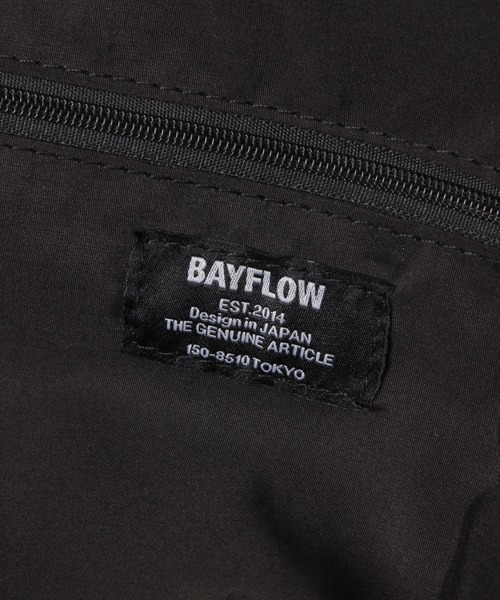 BAYFLOW
EST.2014
Design in JAPAN
THE GENUINE ARTICLE
150-8510 TOKYO